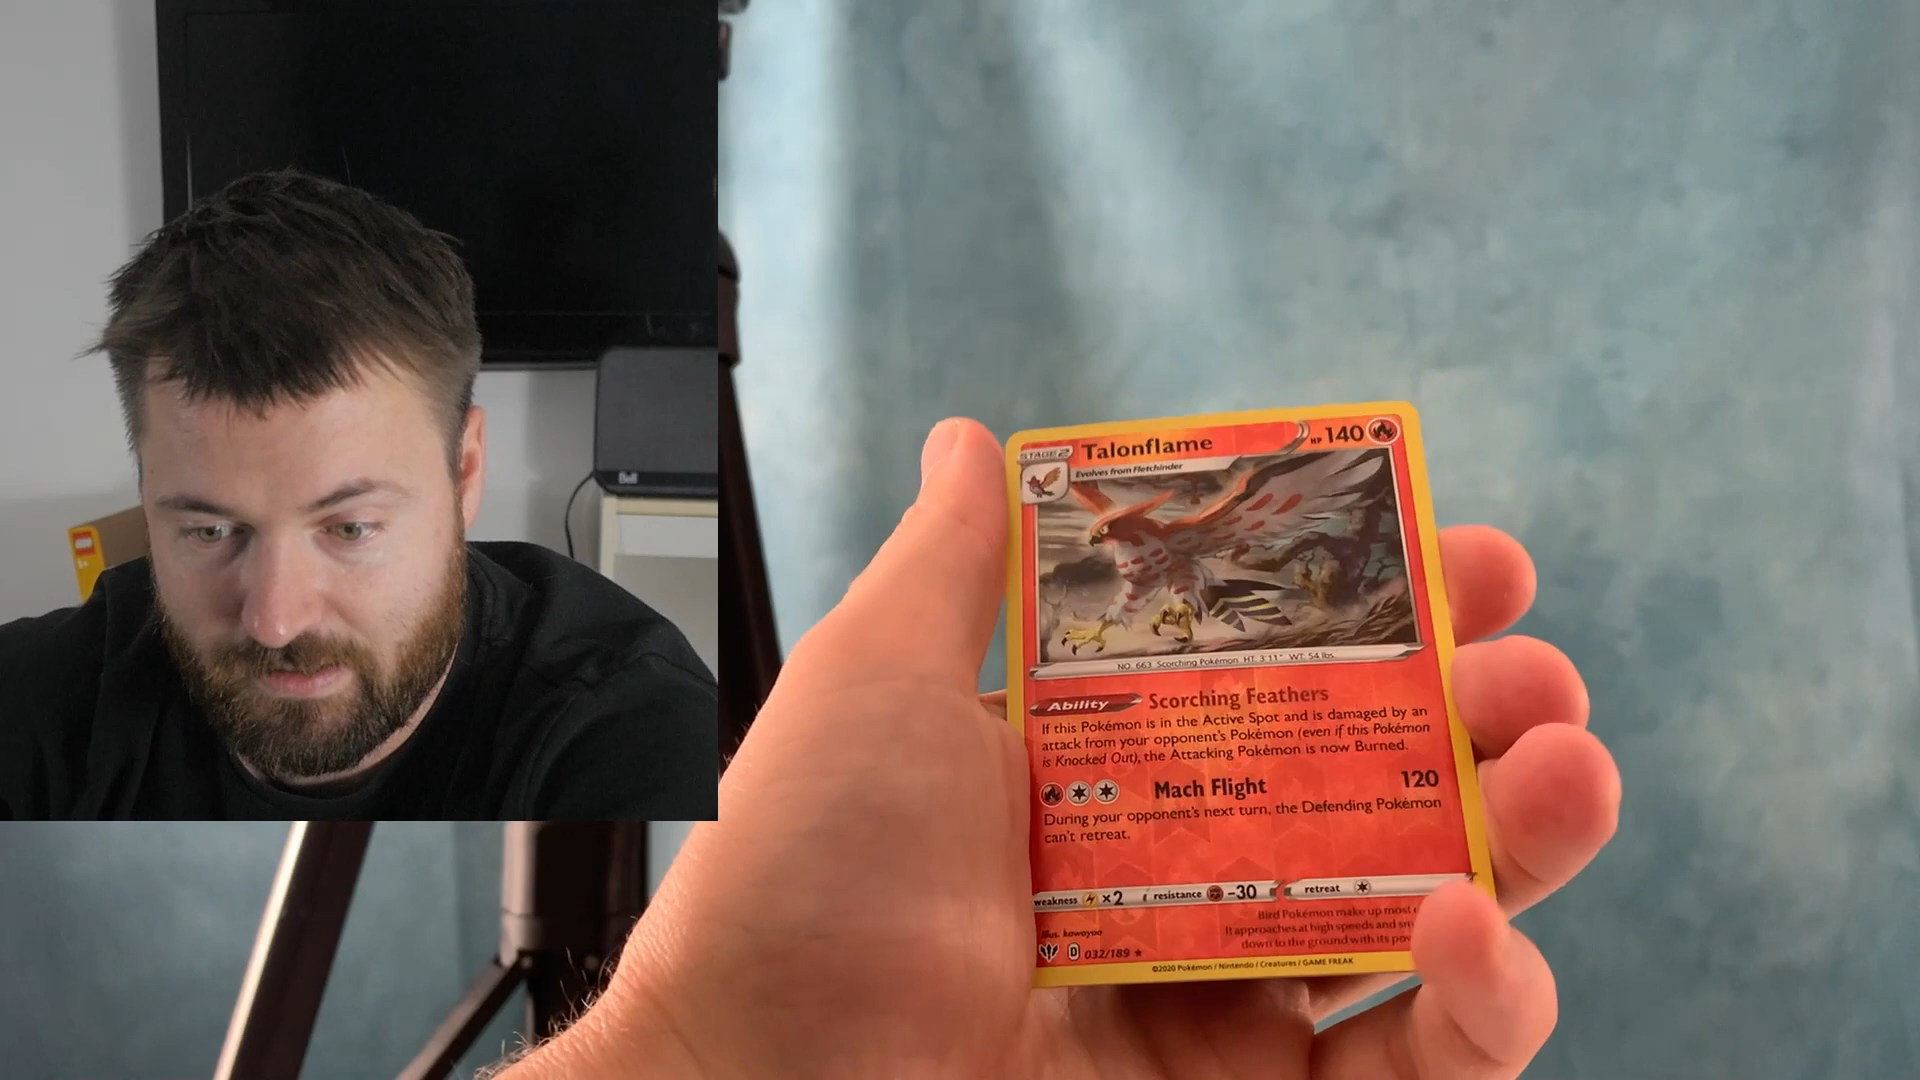 Bell
STAGE 2
Talonflame
HP 140
Evolves from Fletchinder
NO. 663 Scorching Pokémon HT: 3'11" WT: 54 lbs.
Ability Scorching Feathers
If this Pokémon is in the Active Spot and is damaged by an
attack from your opponent's Pokémon (even if this Pokémon
is Knocked Out), the Attacking Pokémon is now Burned.
Mach Flight 120
During your opponent's next turn, the Defending Pokémon
can't retreat.
weakness ×2 resistance -30 retreat
Bird Pokémon make up most
It approaches at high speeds and
down to the ground with its
illus. kawayoo
D 032/189 ★
©2020 Pokémon / Nintendo / Creatures / GAME FREAK